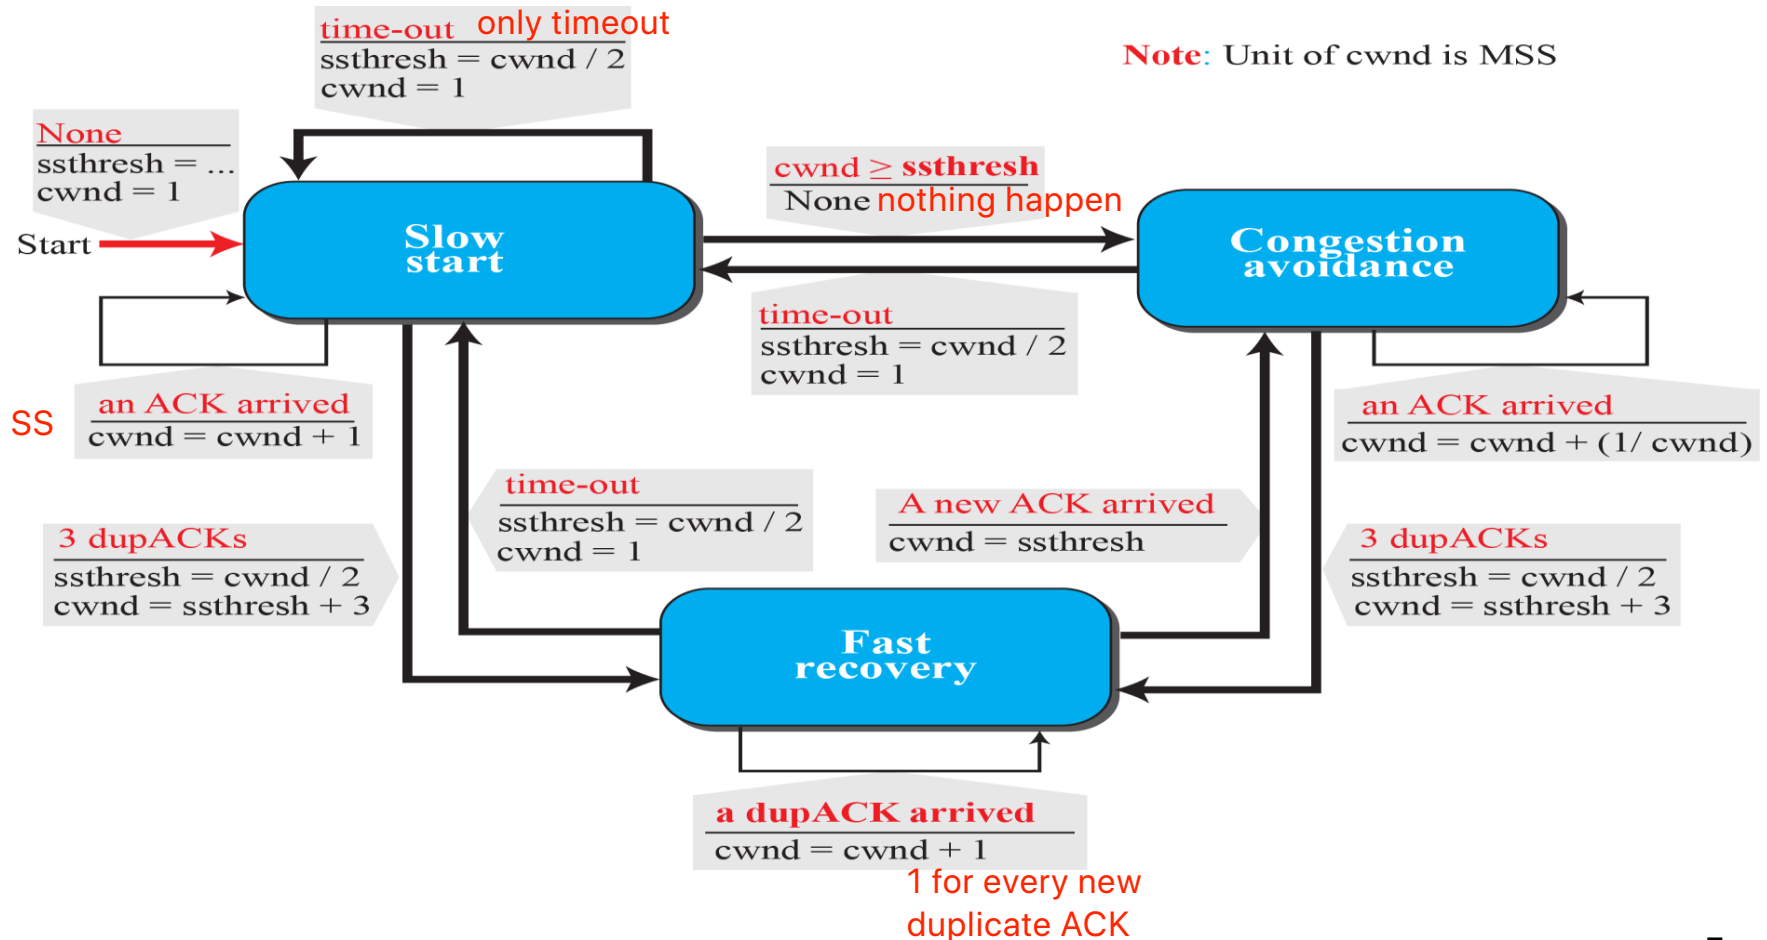 time-out only timeout
ssthresh = cwnd / 2
cwnd = 1
Note: Unit of cwnd is MSS
None
ssthresh = ...
cwnd = 1
Start
Slow
start
cwnd ≥ ssthresh
None nothing happen
Congestion
avoidance
time-out
ssthresh = cwnd / 2
cwnd = 1
SS
an ACK arrived
cwnd = cwnd + 1
an ACK arrived
cwnd = cwnd + (1/ cwnd)
3 dupACKs
ssthresh = cwnd / 2
cwnd = ssthresh + 3
time-out
ssthresh = cwnd / 2
cwnd = 1
A new ACK arrived
cwnd = ssthresh
3 dupACKs
ssthresh = cwnd / 2
cwnd = ssthresh + 3
Fast
recovery
a dupACK arrived
cwnd = cwnd + 1
1 for every new
duplicate ACK